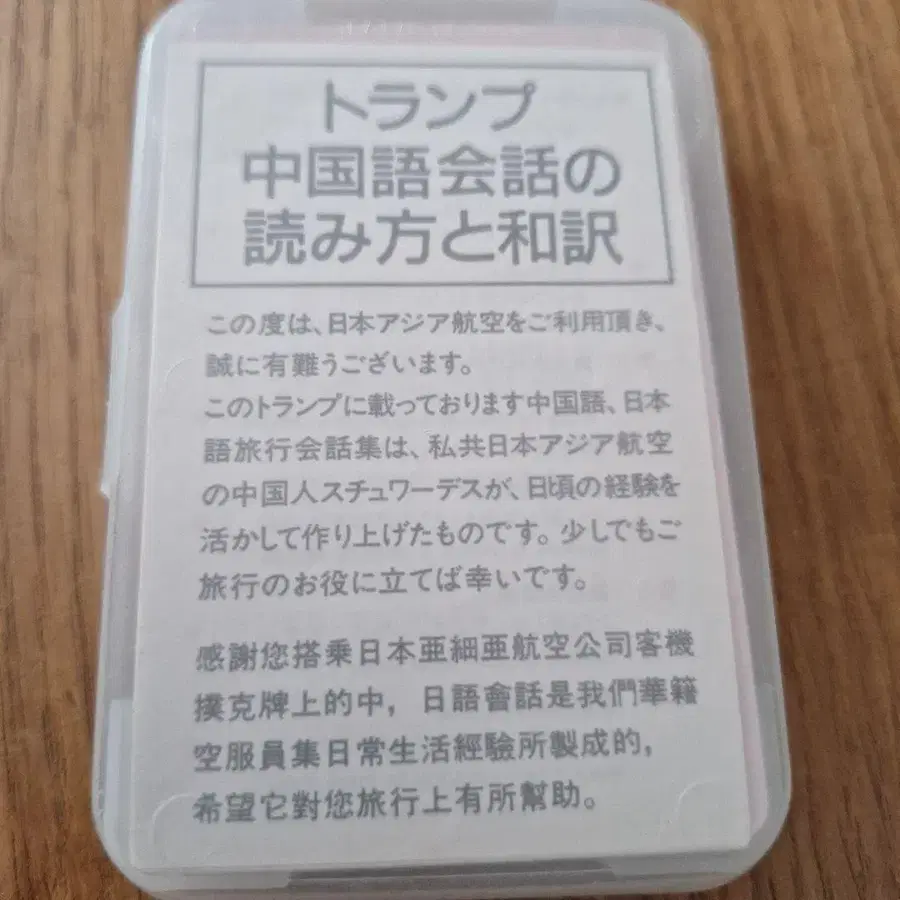 トランプ
中国語会話の
読み方と和訳
この度は、日本アジア航空をご利用頂き、
誠に有難うございます。
このトランプに載っております中国語、日本
語旅行会話集は、私共日本アジア航空
の中国人スチュワーデスが、日頃の経験を
活かして作り上げたものです。少しでもご
旅行のお役に立てば幸いです。
感謝您搭乗日本亜細亜航空公司客機
撲克牌上的中，日語會話是我們華籍
空服員集日常生活經驗所製成的，
希望它對您旅行上有所幫助。